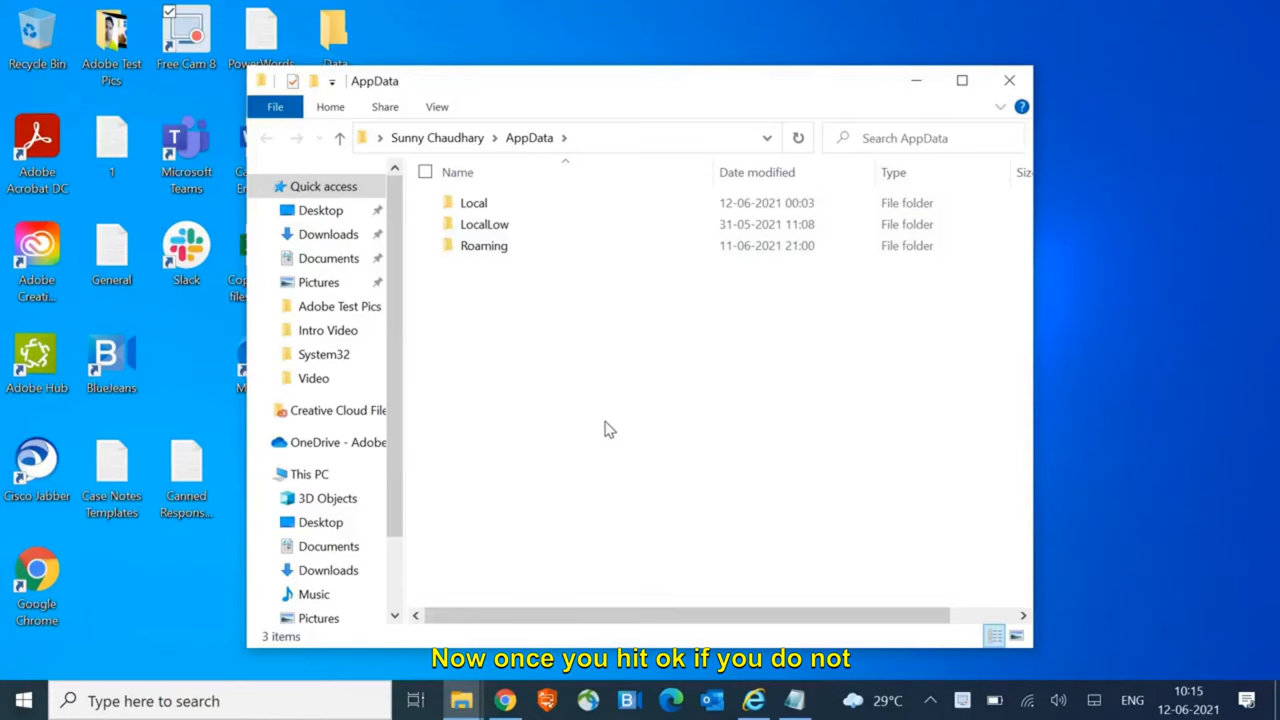 Recycle Bin
Adobe Test
Pics
Free Cam 8
PowerWords
Data
Adobe
Acrobat DC
1
Microsoft
Teams
Adobe
Creati...
General
Slack
Adobe Hub
BlueJeans
Cisco Jabber
Case Notes
Templates
Canned
Respons...
Google
Chrome
AppData
File
Home
Share
View
Sunny Chaudhary
AppData
Search AppData
Name
Date modified
Type
Local
12-06-2021 00:03
File folder
LocalLow
31-05-2021 11:08
File folder
Roaming
11-06-2021 21:00
File folder
Quick access
Desktop
Downloads
Documents
Pictures
Adobe Test Pics
Intro Video
System32
Video
Creative Cloud File
OneDrive - Adobe
This PC
3D Objects
Desktop
Documents
Downloads
Music
Pictures
3 items
Now once you hit ok if you do not
Type here to search
29°C
ENG
10:15
12-06-2021